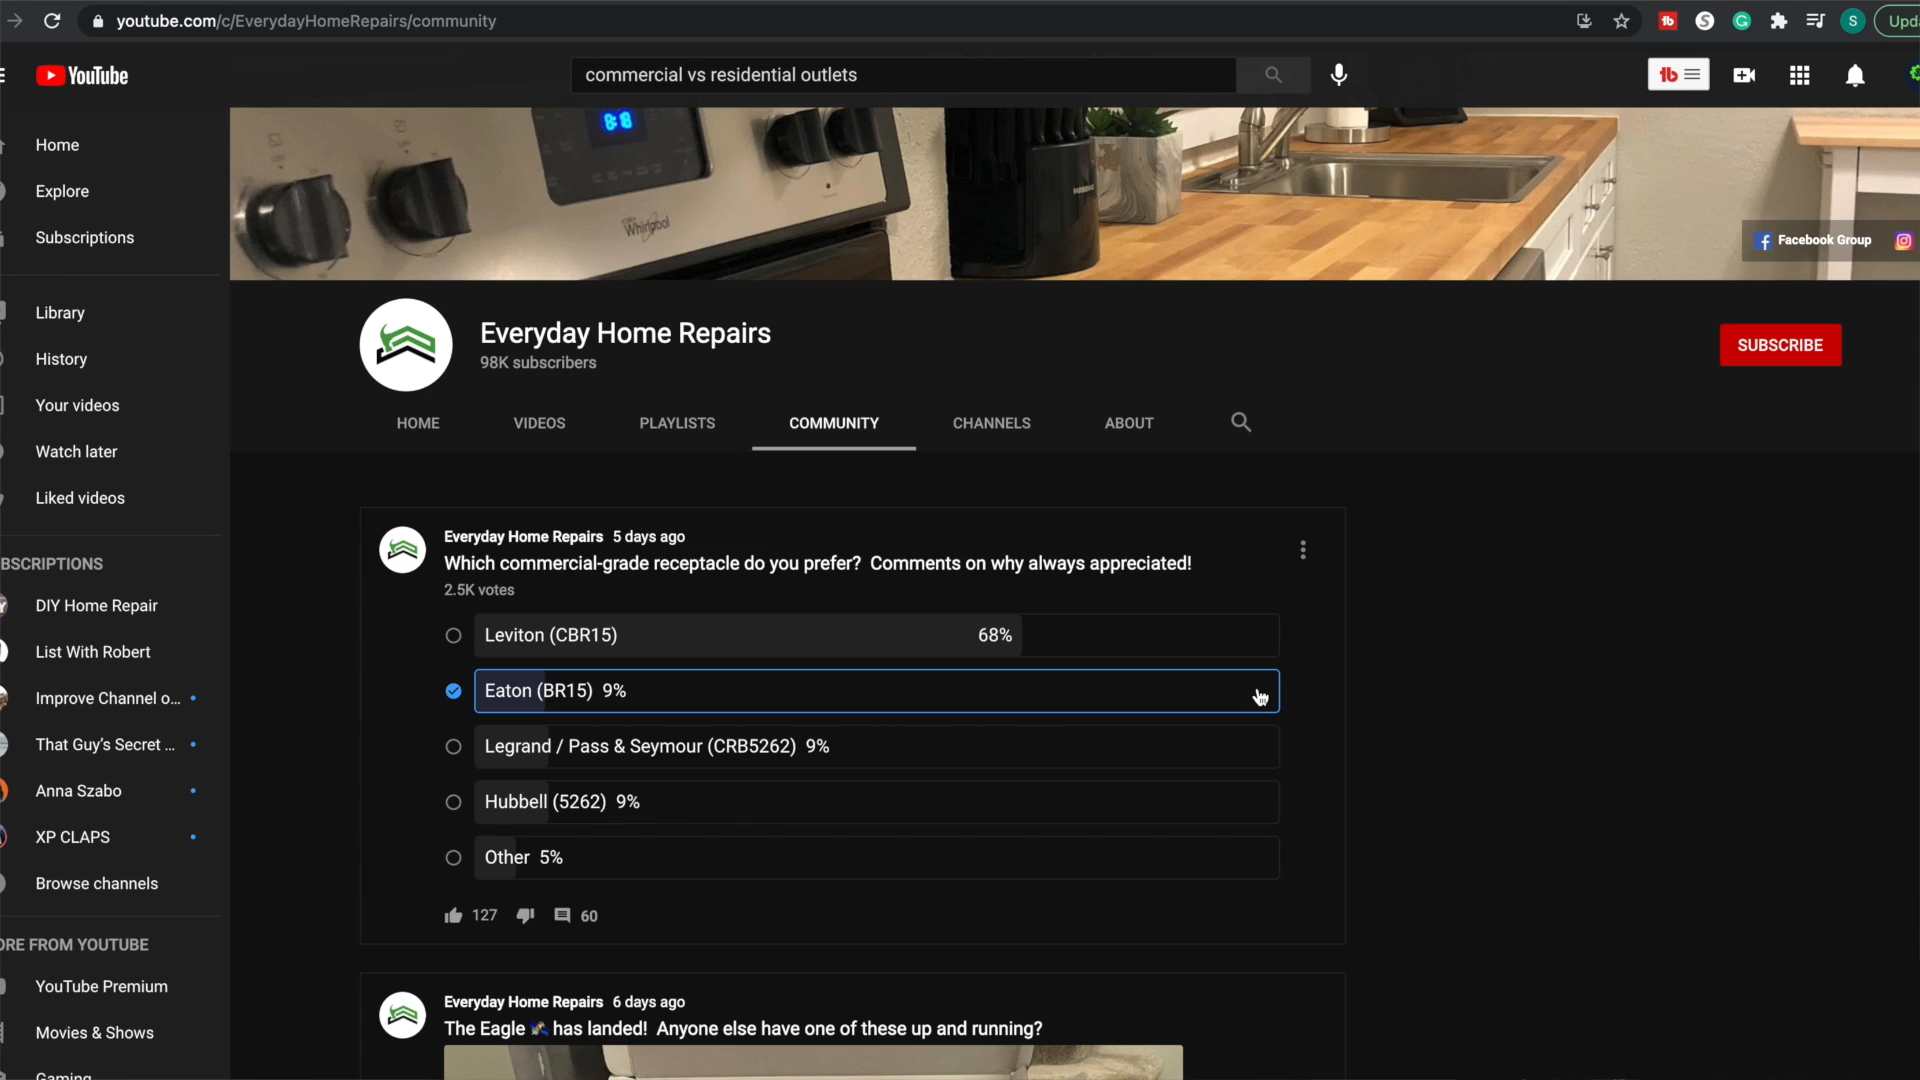 youtube.com/c/EverydayHomeRepairs/community
S
Upd
YouTube
commercial vs residential outlets
Home
Explore
Subscriptions
Library
History
Your videos
Watch later
Liked videos
BSCRIPTIONS
DIY Home Repair
List With Robert
Improve Channel o...
That Guy's Secret ...
Anna Szabo
XP CLAPS
Browse channels
ORE FROM YOUTUBE
YouTube Premium
Movies & Shows
Gaming
8:8
Whirlpool
Facebook Group
Everyday Home Repairs
98K subscribers
SUBSCRIBE
HOME VIDEOS PLAYLISTS COMMUNITY CHANNELS ABOUT
Everyday Home Repairs 5 days ago
Which commercial-grade receptacle do you prefer? Comments on why always appreciated!
2.5K votes
Leviton (CBR15) 68%
Eaton (BR15) 9%
Legrand / Pass & Seymour (CRB5262) 9%
Hubbell (5262) 9%
Other 5%
127 60
Everyday Home Repairs 6 days ago
The Eagle has landed! Anyone else have one of these up and running?